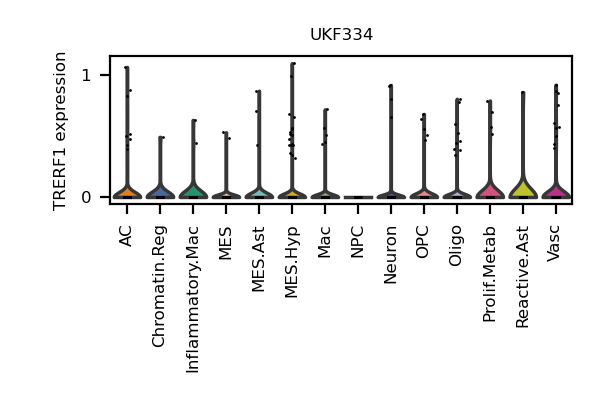 UKF334
TRERF1 expression
1
0
AC
Chromatin.Reg
Inflammatory.Mac
MES
MES.Ast
MES.Hyp
Mac
NPC
Neuron
OPC
Oligo
Prolif.Metab
Reactive.Ast
Vasc